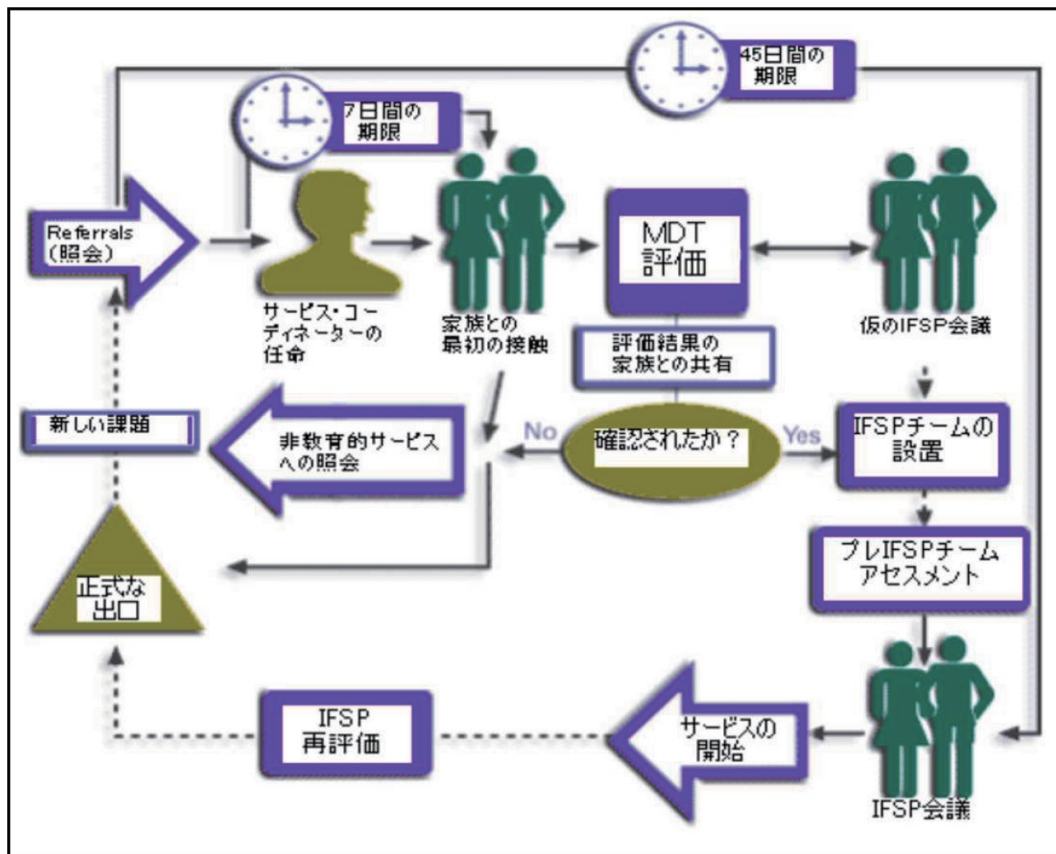 45日間の
期限
7日間の
期限
Referrals
(照会)
MDT
評価
サービス・コー
ディネーターの
任命
家族との
最初の接触
仮のIFSP会議
評価結果の
家族との共有
新しい課題
非教育的サービス
への照会
No
確認されたか？
Yes
IFSPチームの
設置
プレIFSPチーム
アセスメント
正式な
出口
IFSP
再評価
サービスの
開始
IFSP会議